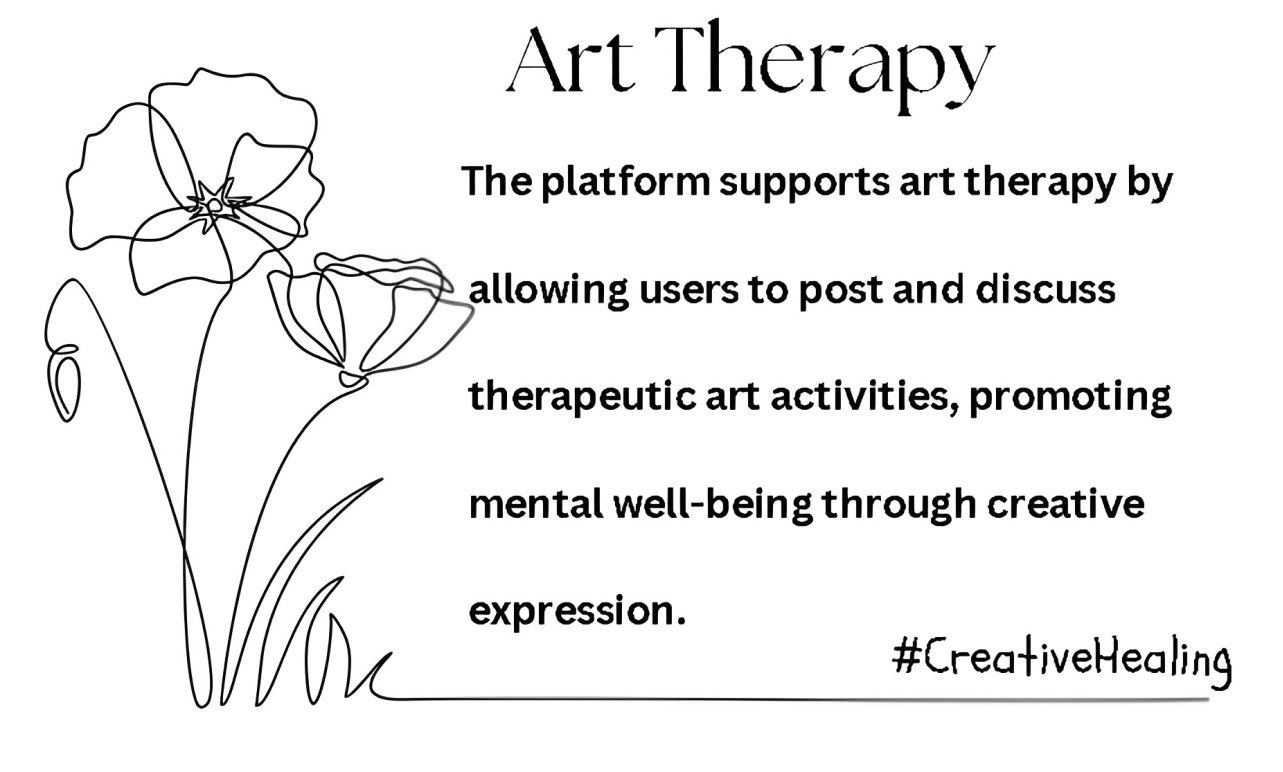 Art Therapy
The platform supports art therapy by
allowing users to post and discuss
therapeutic art activities, promoting
mental well-being through creative
expression.
#CreativeHealing